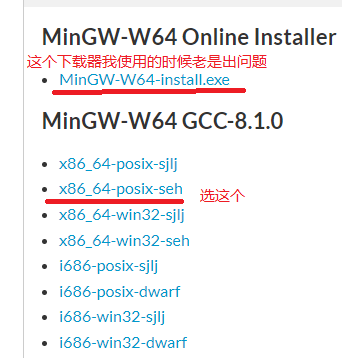 MinGW-W64 Online Installer
这个下载器我使用的时候老是出问题
MinGW-W64-install.exe
MinGW-W64 GCC-8.1.0
x86_64-posix-sjlj
x86_64-posix-seh 选这个
x86_64-win32-sjlj
x86_64-win32-seh
i686-posix-sjlj
i686-posix-dwarf
i686-win32-sjlj
i686-win32-dwarf